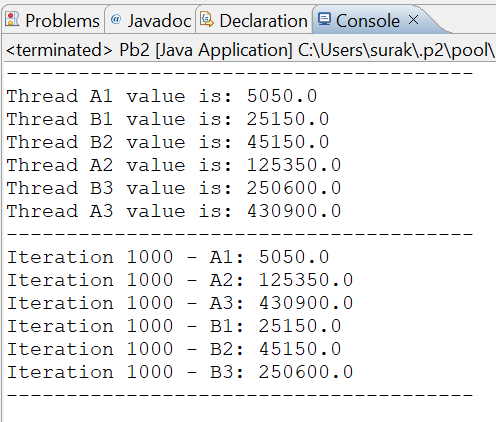 Problems @ Javadoc Declaration Console
<terminated> Pb2 [Java Application] C:\Users\surak\.p2\pool\
---------------------------------------
Thread A1 value is: 5050.0
Thread B1 value is: 25150.0
Thread B2 value is: 45150.0
Thread A2 value is: 125350.0
Thread B3 value is: 250600.0
Thread A3 value is: 430900.0
---------------------------------------
Iteration 1000 - A1: 5050.0
Iteration 1000 - A2: 125350.0
Iteration 1000 - A3: 430900.0
Iteration 1000 - B1: 25150.0
Iteration 1000 - B2: 45150.0
Iteration 1000 - B3: 250600.0
---------------------------------------